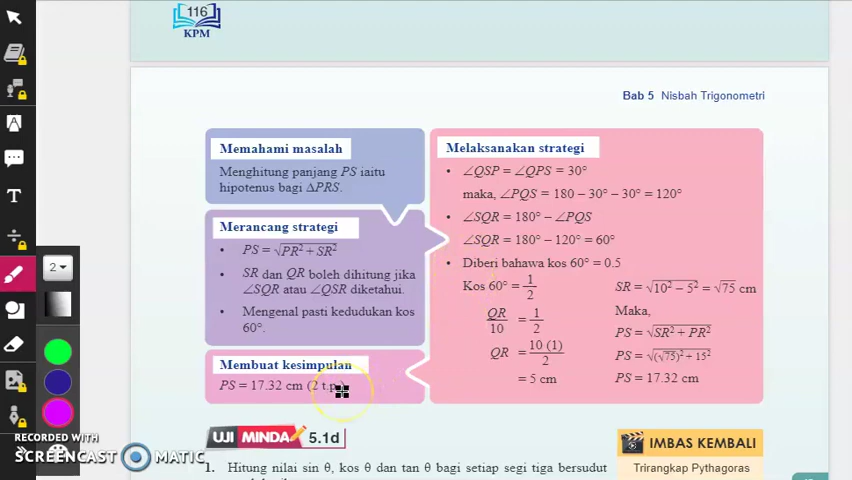 116
KPM
Bab 5 Nisbah Trigonometri
Memahami masalah
Menghitung panjang PS iaitu
hipotenus bagi ΔPRS.
Merancang strategi
• PS = √PR² + SR²
• SR dan QR boleh dihitung jika
∠SQR atau ∠QSR diketahui.
• Mengenal pasti kedudukan kos
60°.
Membuat kesimpulan
PS = 17.32 cm (2 t.p.)
Melaksanakan strategi
• ∠QSP = ∠QPS = 30°
maka, ∠PQS = 180 – 30° – 30° = 120°
• ∠SQR = 180° – ∠PQS
∠SQR = 180° – 120° = 60°
• Diberi bahawa kos 60° = 0.5
Kos 60° = 1/2
QR/10 = 1/2
QR = 10 (1)/2
= 5 cm
SR = √10² – 5² = √75 cm
Maka,
PS = √SR² + PR²
PS = √(√75)² + 15²
PS = 17.32 cm
UJI MINDA 5.1d
1. Hitung nilai sin θ, kos θ dan tan θ bagi setiap segi tiga bersudut
IMBAS KEMBALI
Trirangkap Pythagoras
T
2
RECORDED WITH
SCREENCAST MATIC